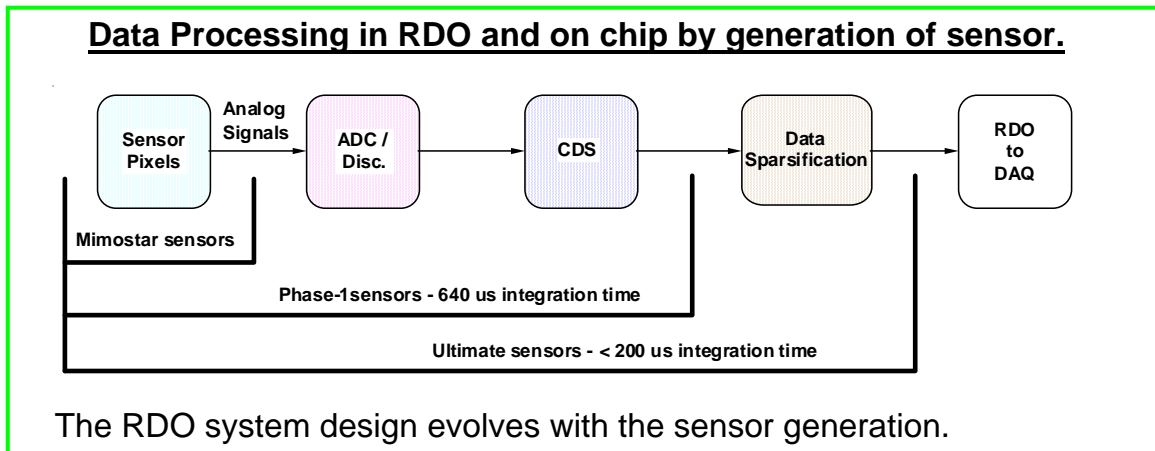 Data Processing in RDO and on chip by generation of sensor.
Analog
Signals
Sensor
Pixels
ADC /
Disc.
CDS
Data
Sparsification
RDO
to
DAQ
Mimostar sensors
Phase-1sensors - 640 us integration time
Ultimate sensors - < 200 us integration time
The RDO system design evolves with the sensor generation.